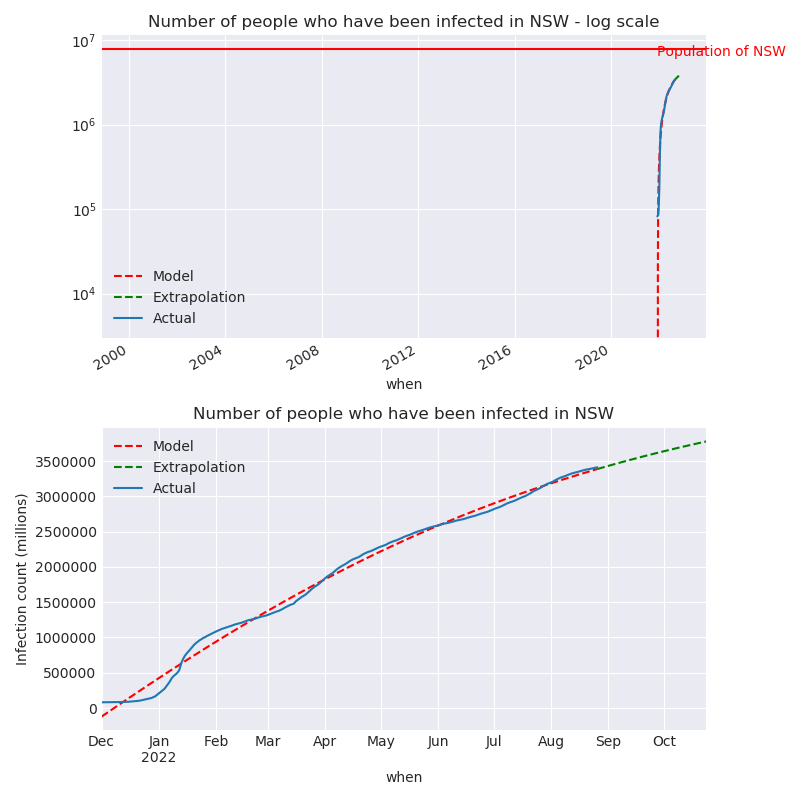 Number of people who have been infected in NSW - log scale
10⁷
Population of NSW
10⁶
10⁵
10⁴
Model
Extrapolation
Actual
2000 2004 2008 2012 2016 2020
when
Number of people who have been infected in NSW
Infection count (millions)
3500000
3000000
2500000
2000000
1500000
1000000
500000
0
Model
Extrapolation
Actual
Dec Jan Feb Mar Apr May Jun Jul Aug Sep Oct
2022
when